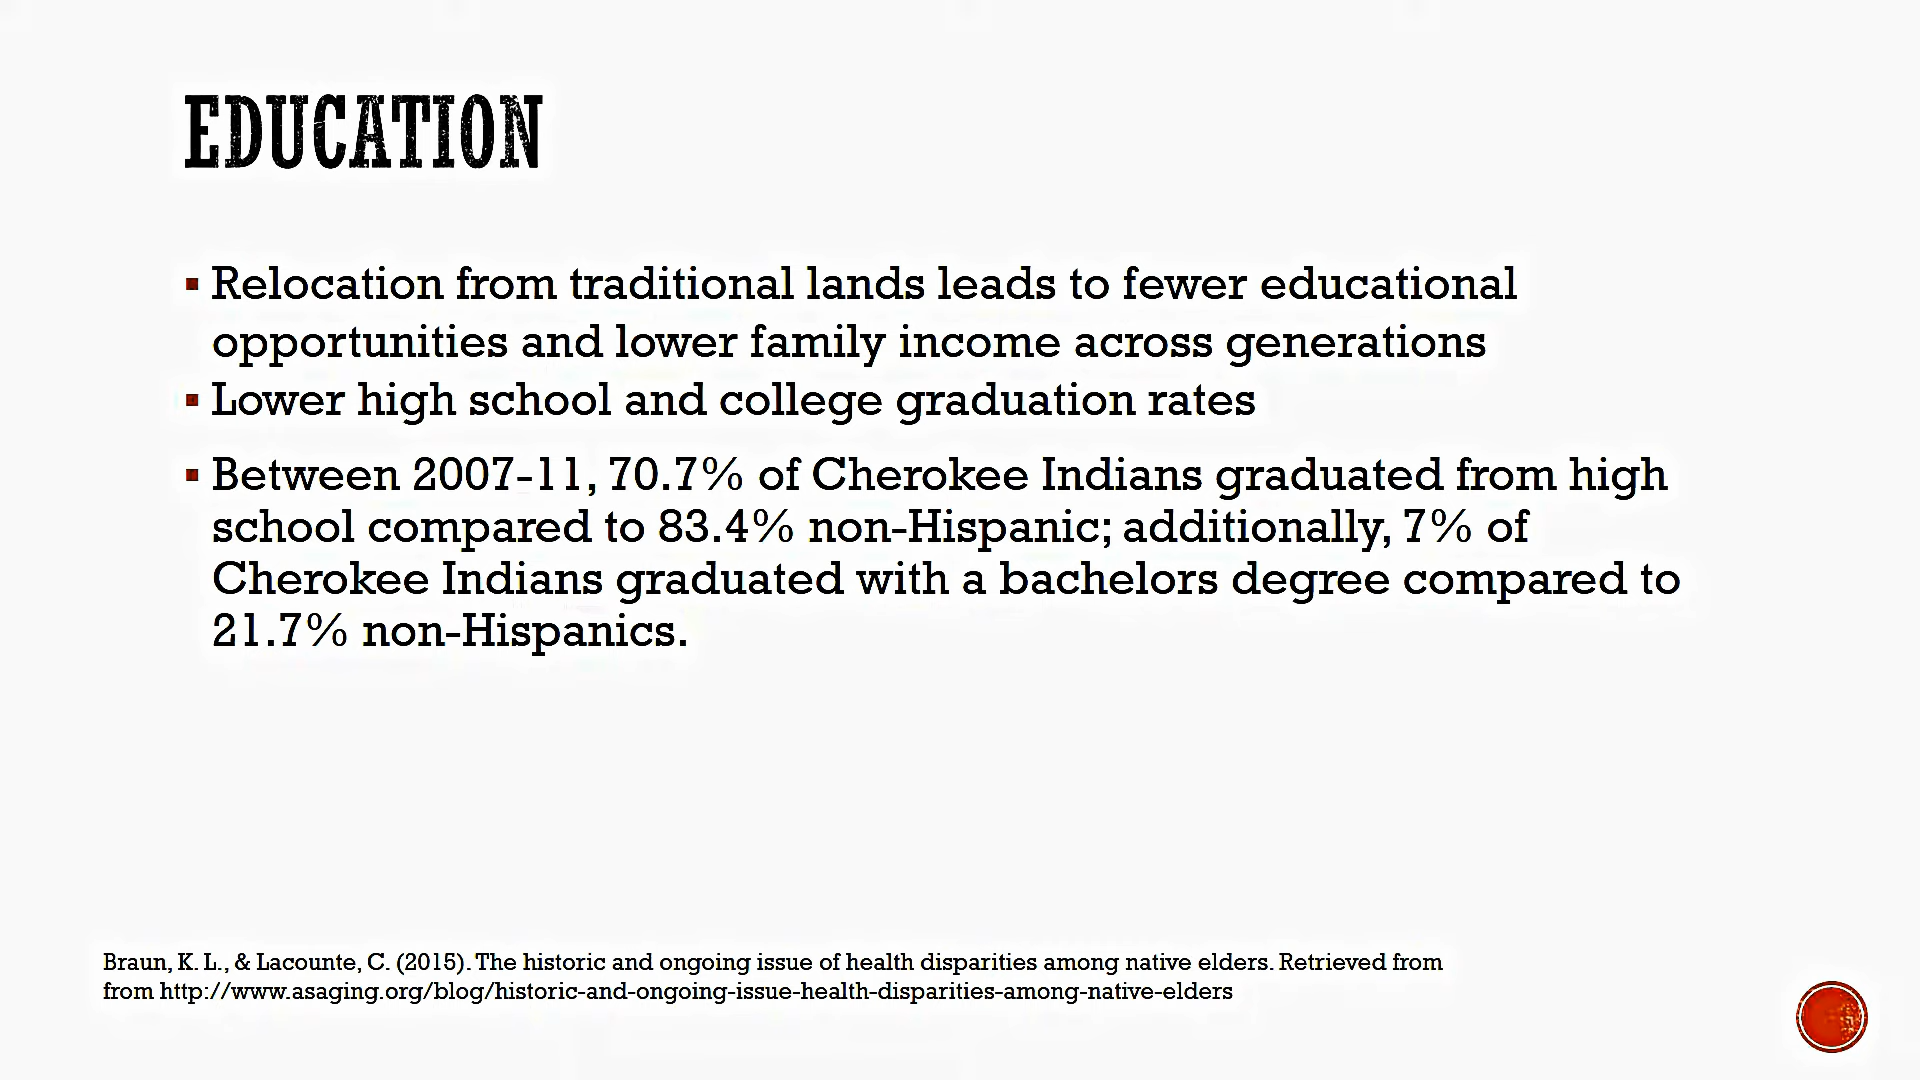 EDUCATION
▪ Relocation from traditional lands leads to fewer educational
opportunities and lower family income across generations
▪ Lower high school and college graduation rates
▪ Between 2007-11, 70.7% of Cherokee Indians graduated from high
school compared to 83.4% non-Hispanic; additionally, 7% of
Cherokee Indians graduated with a bachelors degree compared to
21.7% non-Hispanics.
Braun, K. L., & Lacounte, C. (2015). The historic and ongoing issue of health disparities among native elders. Retrieved from
from http://www.asaging.org/blog/historic-and-ongoing-issue-health-disparities-among-native-elders